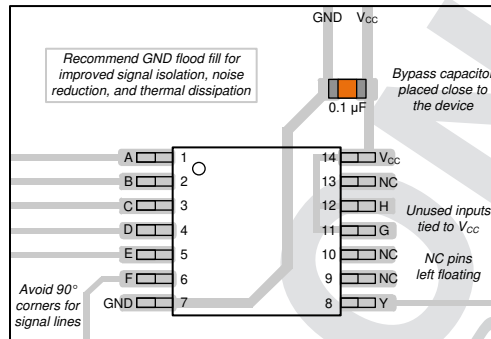 GND VCC
Recommend GND flood fill for
improved signal isolation, noise
reduction, and thermal dissipation
Bypass capacitor
placed close to
the device
0.1 µF
A 1 14 VCC
B 2 13 NC
C 3 12 H
D 4 11 G
E 5 10 NC
F 6 9 NC
GND 7 8 Y
Unused inputs
tied to VCC
NC pins
left floating
Avoid 90°
corners for
signal lines